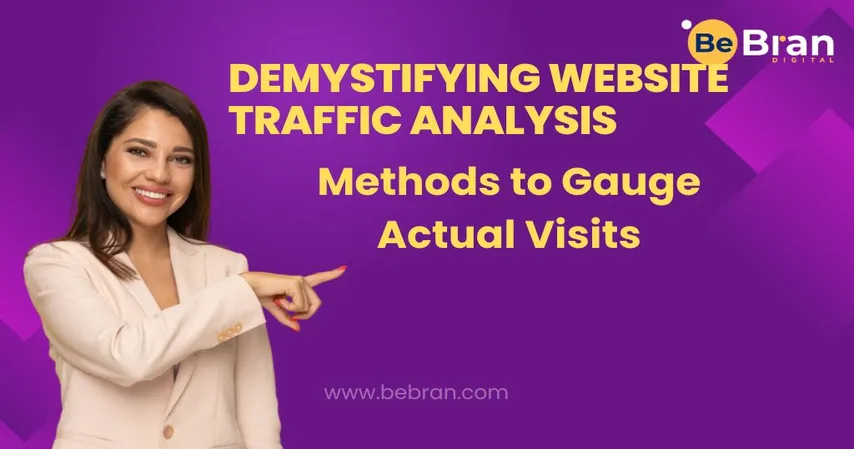 Be Bran
DIGITAL
DEMYSTIFYING WEBSITE
TRAFFIC ANALYSIS
Methods to Gauge
Actual Visits
www.bebran.com